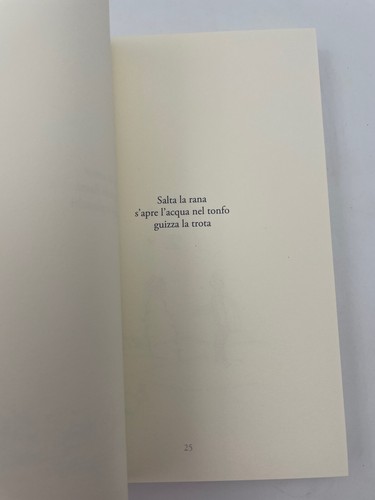 Salta la rana
s'apre l'acqua nel tonfo
guizza la trota
25